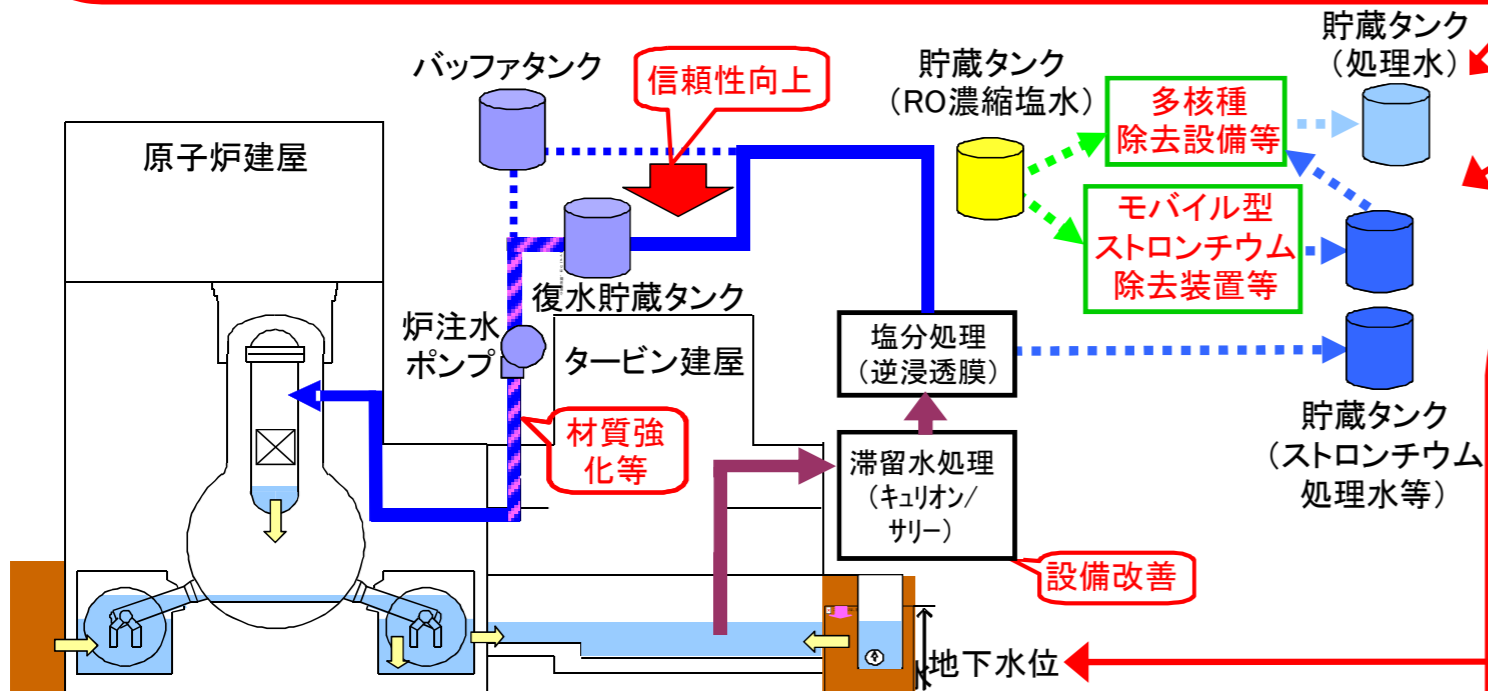 貯蔵タンク
（処理水）
バッファタンク
信頼性向上
貯蔵タンク
（RO濃縮塩水）
多核種
除去設備等
原子炉建屋
モバイル型
ストロンチウム
除去装置等
復水貯蔵タンク
炉注水
ポンプ
タービン建屋
塩分処理
（逆浸透膜）
材質強
化等
滞留水処理
（キュリオン/
サリー）
貯蔵タンク
（ストロンチウム
処理水等）
設備改善
地下水位